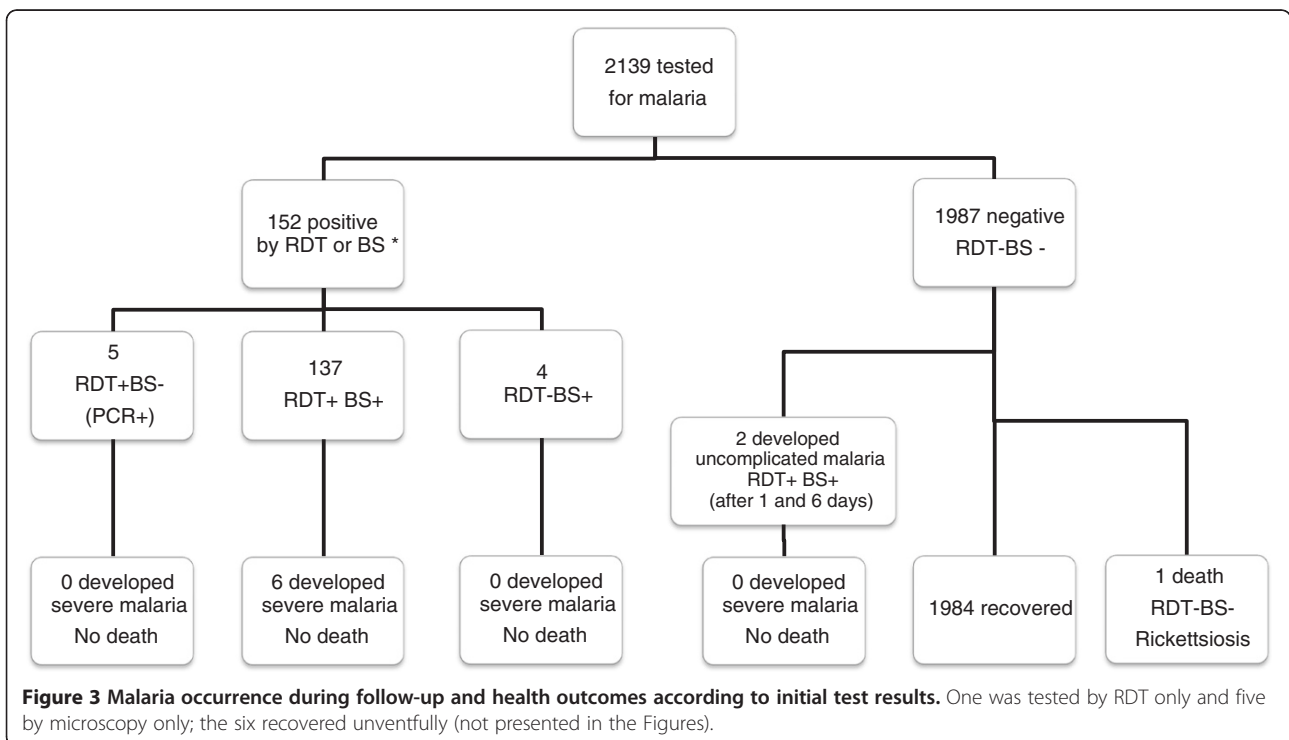 2139 tested
for malaria
152 positive
by RDT or BS *
1987 negative
RDT-BS -
5
RDT+BS-
(PCR+)
137
RDT+ BS+
4
RDT-BS+
2 developed
uncomplicated malaria
RDT+ BS+
(after 1 and 6 days)
0 developed
severe malaria
No death
6 developed
severe malaria
No death
0 developed
severe malaria
No death
0 developed
severe malaria
No death
1984 recovered
1 death
RDT-BS-
Rickettsiosis
Figure 3 Malaria occurrence during follow-up and health outcomes according to initial test results. One was tested by RDT only and five
by microscopy only; the six recovered unventfully (not presented in the Figures).